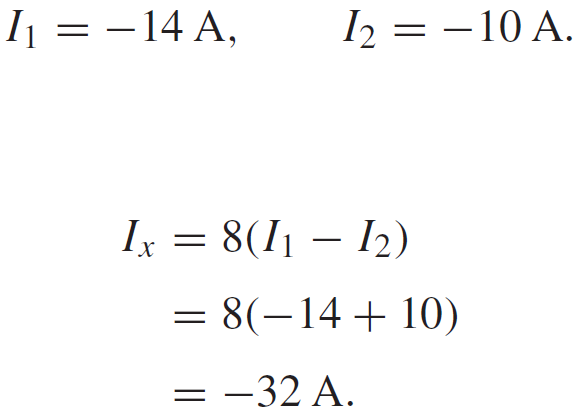 I₁ = −14 A, I₂ = −10 A.
Iₓ = 8(I₁ − I₂)
= 8(−14 + 10)
= −32 A.